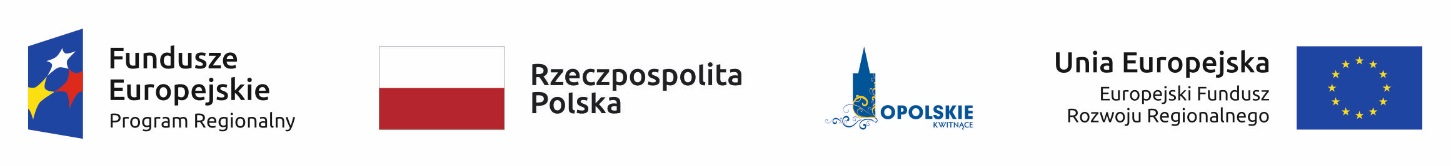 Fundusze
Europejskie
Program Regionalny
Rzeczpospolita
Polska
OPOLSKIE
KWITNĄCE
Unia Europejska
Europejski Fundusz
Rozwoju Regionalnego